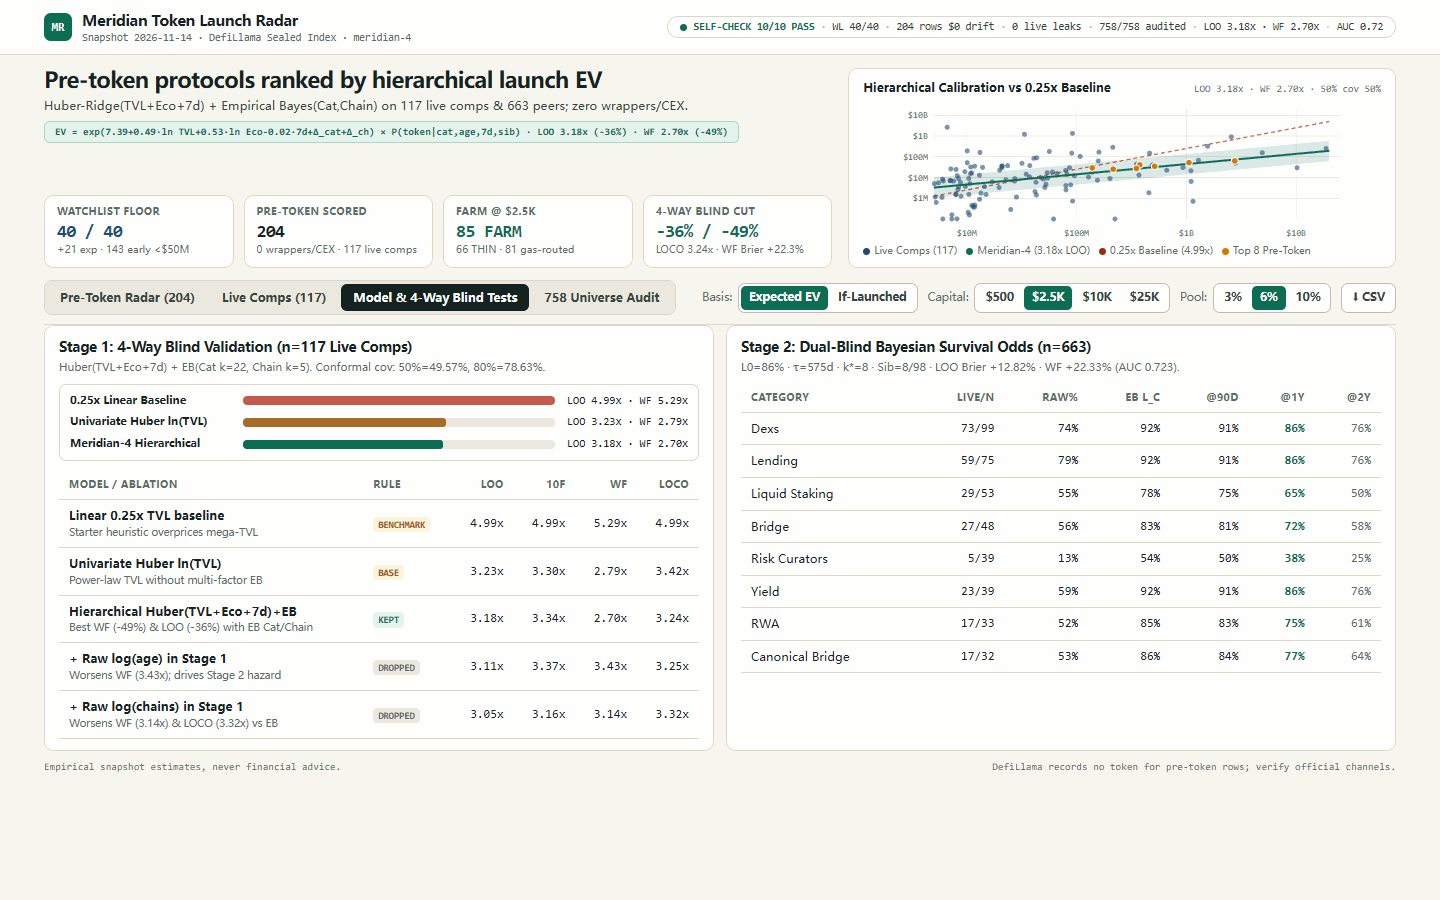 MR
Meridian Token Launch Radar
Snapshot 2026-11-14 · DefiLlama Sealed Index · meridian-4
SELF-CHECK 10/10 PASS · WL 40/40 · 204 rows $0 drift · 0 live leaks · 758/758 audited · LOO 3.18x · WF 2.70x · AUC 0.72
Pre-token protocols ranked by hierarchical launch EV
Huber-Ridge(TVL+Eco+7d) + Empirical Bayes(Cat,Chain) on 117 live comps & 663 peers; zero wrappers/CEX.
EV = exp(7.39+0.49·ln TVL+0.53·ln Eco-0.02·7d+Δ_cat+Δ_ch) × P(token|cat,age,7d,sib) · LOO 3.18x (-36%) · WF 2.70x (-49%)
WATCHLIST FLOOR
40 / 40
+21 exp · 143 early <$50M
PRE-TOKEN SCORED
204
0 wrappers/CEX · 117 live comps
FARM @ $2.5K
85 FARM
66 THIN · 81 gas-routed
4-WAY BLIND CUT
-36% / -49%
LOCO 3.24x · WF Brier +22.3%
Hierarchical Calibration vs 0.25x Baseline
LOO 3.18x · WF 2.70x · 50% cov 50%
$10B
$1B
$100M
$10M
$1M
$10M $100M $1B $10B
Live Comps (117) Meridian-4 (3.18x LOO) 0.25x Baseline (4.99x) Top 8 Pre-Token
Pre-Token Radar (204) Live Comps (117) Model & 4-Way Blind Tests 758 Universe Audit
Basis: Expected EV If-Launched Capital: $500 $2.5K $10K $25K Pool: 3% 6% 10% ⬇ CSV
Stage 1: 4-Way Blind Validation (n=117 Live Comps)
Huber(TVL+Eco+7d) + EB(Cat k=22, Chain k=5). Conformal cov: 50%=49.57%, 80%=78.63%.
0.25x Linear Baseline LOO 4.99x · WF 5.29x
Univariate Huber ln(TVL) LOO 3.23x · WF 2.79x
Meridian-4 Hierarchical LOO 3.18x · WF 2.70x
MODEL / ABLATION RULE LOO 10F WF LOCO
Linear 0.25x TVL baseline
Starter heuristic overprices mega-TVL
BENCHMARK 4.99x 4.99x 5.29x 4.99x
Univariate Huber ln(TVL)
Power-law TVL without multi-factor EB
BASE 3.23x 3.30x 2.79x 3.42x
Hierarchical Huber(TVL+Eco+7d)+EB
Best WF (-49%) & LOO (-36%) with EB Cat/Chain
KEPT 3.18x 3.34x 2.70x 3.24x
+ Raw log(age) in Stage 1
Worsens WF (3.43x); drives Stage 2 hazard
DROPPED 3.11x 3.37x 3.43x 3.25x
+ Raw log(chains) in Stage 1
Worsens WF (3.14x) & LOCO (3.32x) vs EB
DROPPED 3.05x 3.16x 3.14x 3.32x
Stage 2: Dual-Blind Bayesian Survival Odds (n=663)
L0=86% · τ=575d · k*=8 · Sib=8/98 · LOO Brier +12.82% · WF +22.33% (AUC 0.723).
CATEGORY LIVE/N RAW% EB L_C @90D @1Y @2Y
Dexs 73/99 74% 92% 91% 86% 76%
Lending 59/75 79% 92% 91% 86% 76%
Liquid Staking 29/53 55% 78% 75% 65% 50%
Bridge 27/48 56% 83% 81% 72% 58%
Risk Curators 5/39 13% 54% 50% 38% 25%
Yield 23/39 59% 92% 91% 86% 76%
RWA 17/33 52% 85% 83% 75% 61%
Canonical Bridge 17/32 53% 86% 84% 77% 64%
Empirical snapshot estimates, never financial advice.
DefiLlama records no token for pre-token rows; verify official channels.